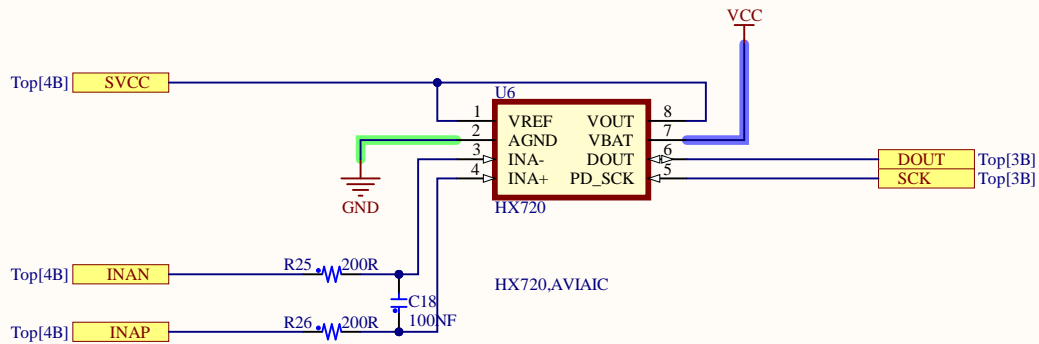 VCC
Top[4B] SVCC
U6
1 VREF VOUT 8
2 AGND VBAT 7
3 INA- DOUT 6 DOUT Top[3B]
4 INA+ PD_SCK 5 SCK Top[3B]
GND
HX720
Top[4B] INAN R25 200R
HX720,AVIAIC
C18
100NF
Top[4B] INAP R26 200R